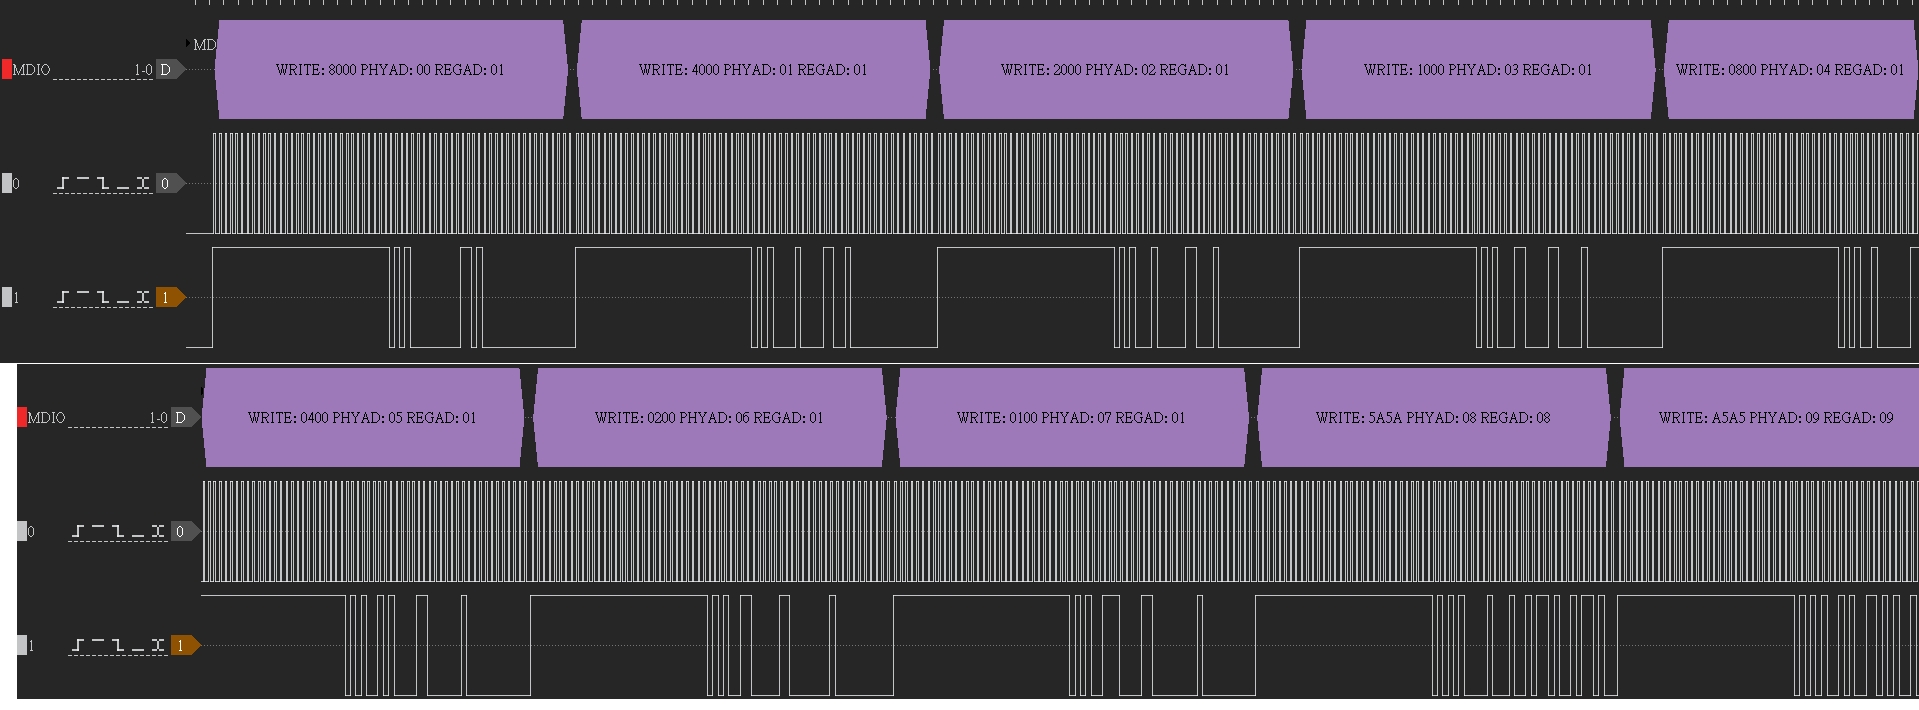 MD
MDIO 1-0 D WRITE: 8000 PHYAD: 00 REGAD: 01 WRITE: 4000 PHYAD: 01 REGAD: 01 WRITE: 2000 PHYAD: 02 REGAD: 01 WRITE: 1000 PHYAD: 03 REGAD: 01 WRITE: 0800 PHYAD: 04 REGAD: 01
0 0
1 1
MDIO 1-0 D WRITE: 0400 PHYAD: 05 REGAD: 01 WRITE: 0200 PHYAD: 06 REGAD: 01 WRITE: 0100 PHYAD: 07 REGAD: 01 WRITE: 5A5A PHYAD: 08 REGAD: 08 WRITE: A5A5 PHYAD: 09 REGAD: 09
0 0
1 1